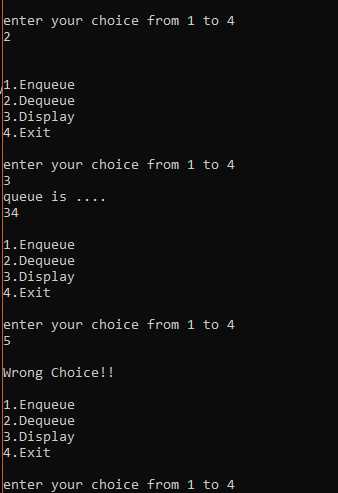 enter your choice from 1 to 4
2
1.Enqueue
2.Dequeue
3.Display
4.Exit
enter your choice from 1 to 4
3
queue is ....
34
1.Enqueue
2.Dequeue
3.Display
4.Exit
enter your choice from 1 to 4
5
Wrong Choice!!
1.Enqueue
2.Dequeue
3.Display
4.Exit
enter your choice from 1 to 4